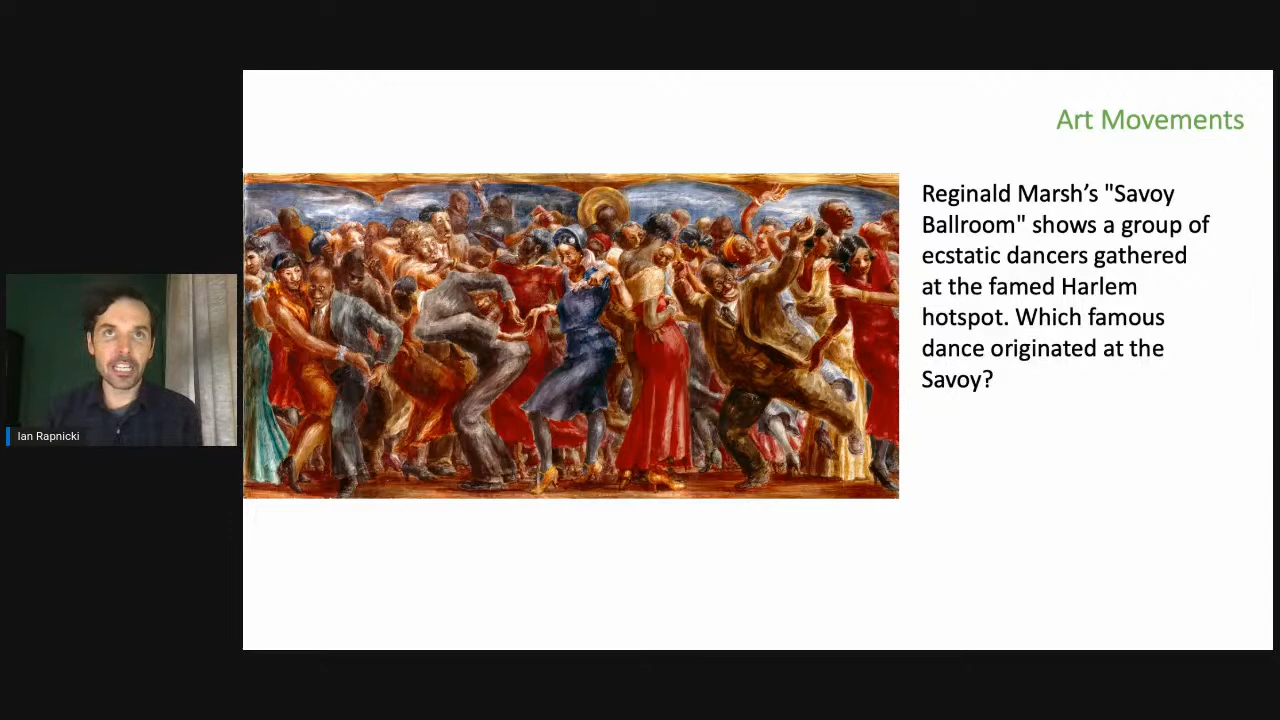 Art Movements
Reginald Marsh’s "Savoy
Ballroom" shows a group of
ecstatic dancers gathered
at the famed Harlem
hotspot. Which famous
dance originated at the
Savoy?
Ian Rapnicki